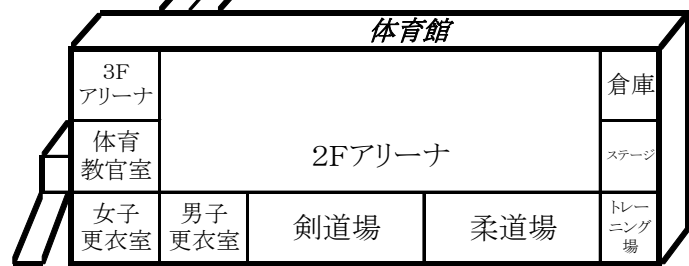 体育館
3F
アリーナ
倉庫
体育
教官室
2Fアリーナ
ステージ
女子
更衣室
男子
更衣室
剣道場
柔道場
トレー
ニング
場